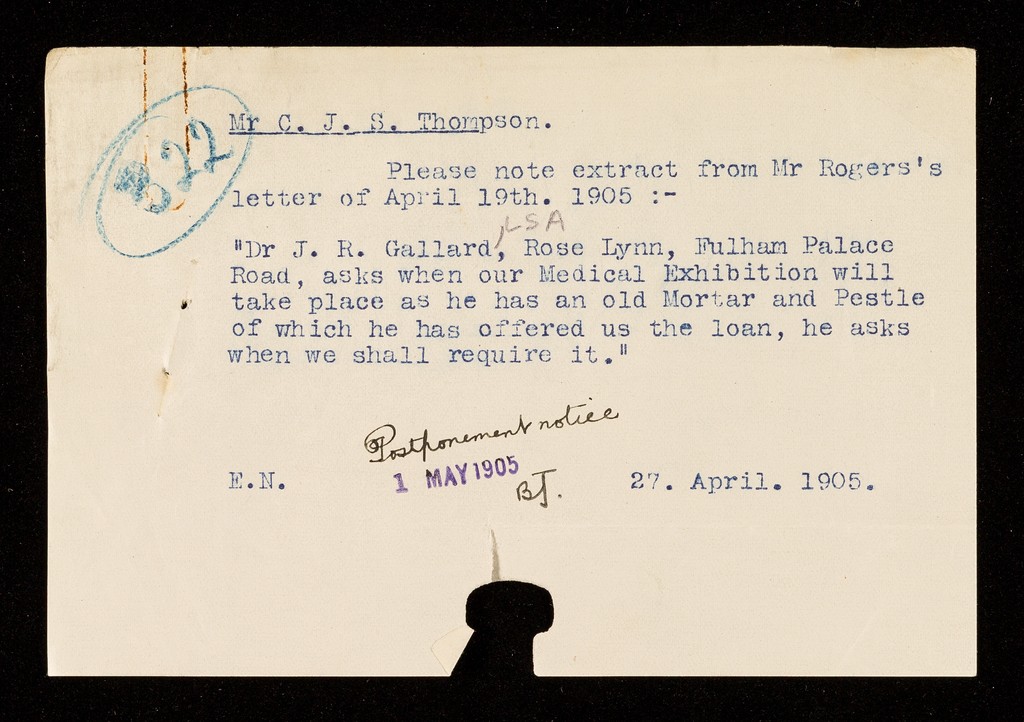 322
Mr C. J. S. Thompson.
Please note extract from Mr Rogers's
letter of April 19th. 1905 :-
, LSA
"Dr J. R. Gallard, Rose Lynn, Fulham Palace
Road, asks when our Medical Exhibition will
take place as he has an old Mortar and Pestle
of which he has offered us the loan, he asks
when we shall require it."
Postponement notice
1 MAY 1905
BJ.
E.N. 27. April. 1905.